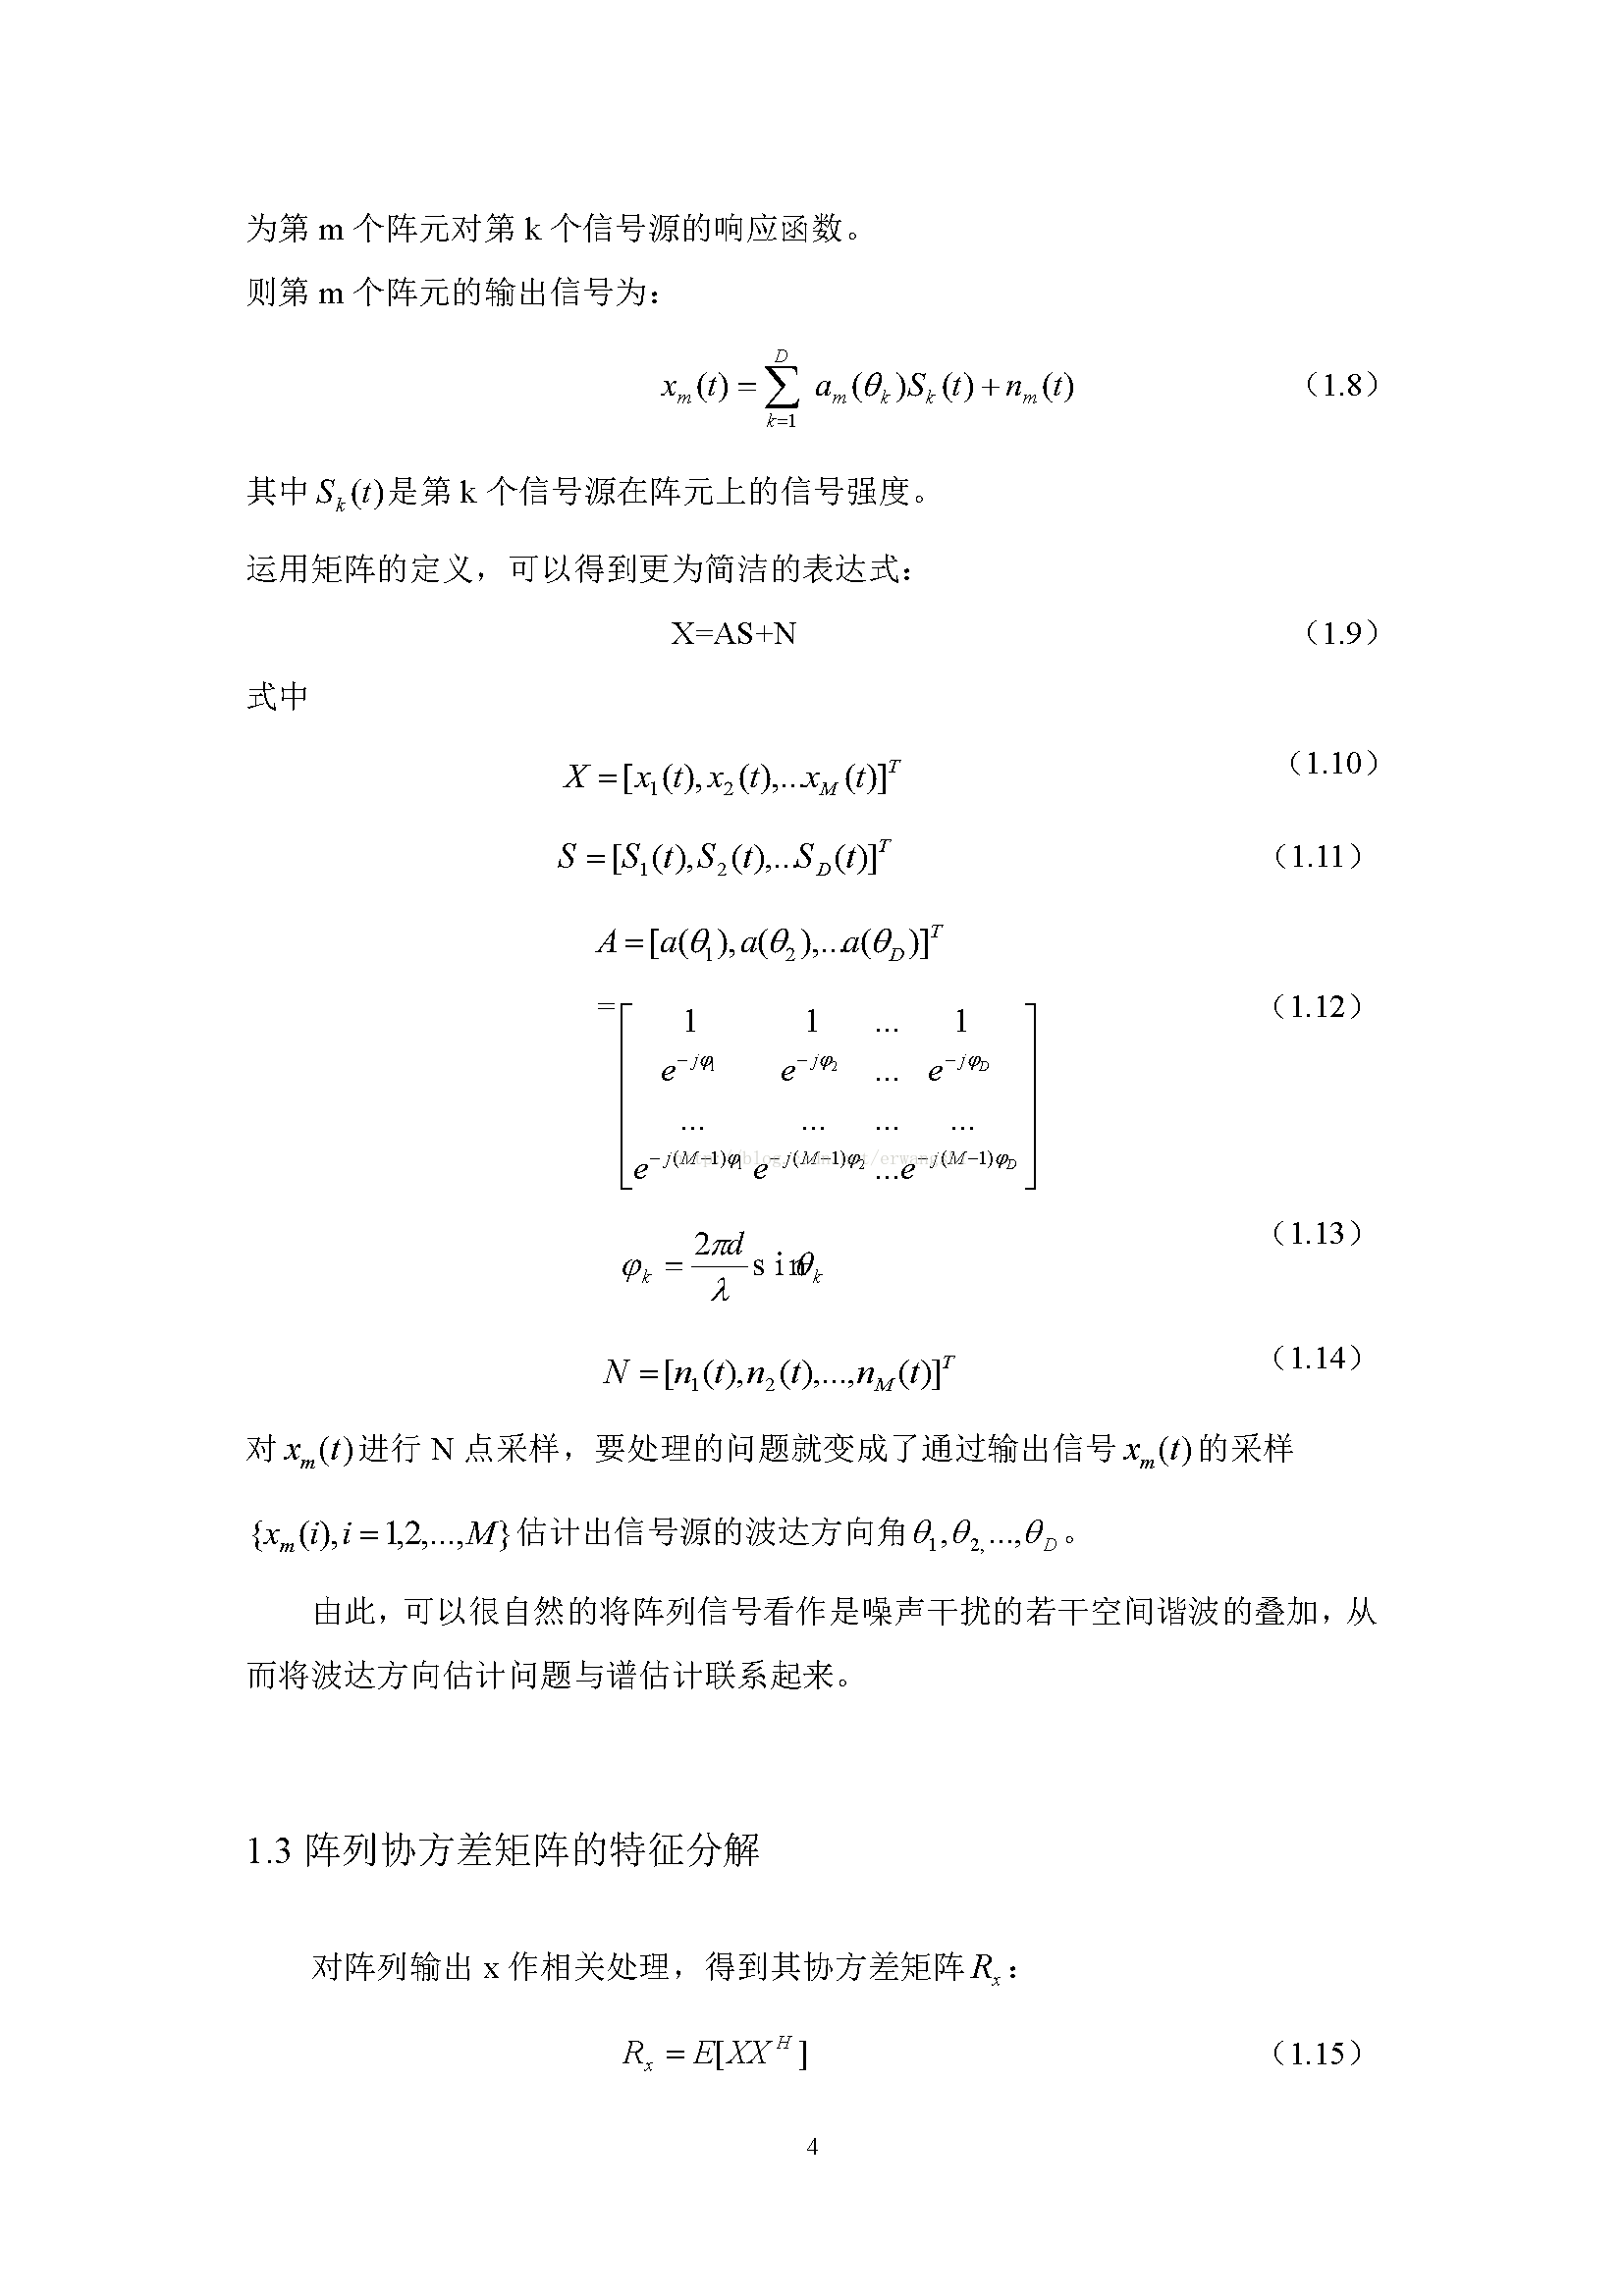 为第 m 个阵元对第 k 个信号源的响应函数。
则第 m 个阵元的输出信号为：
$x_m(t)=\sum_{k=1}^{D} a_m(\theta_k)S_k(t)+n_m(t)$ （1.8）
其中 $S_k(t)$ 是第 k 个信号源在阵元上的信号强度。
运用矩阵的定义，可以得到更为简洁的表达式：
X=AS+N （1.9）
式中
$X=[x_1(t),x_2(t),...x_M(t)]^T$ （1.10）
$S=[S_1(t),S_2(t),...S_D(t)]^T$ （1.11）
$A=[a(\theta_1),a(\theta_2),...a(\theta_D)]^T$
$=\begin{bmatrix} 1 & 1 & ... & 1 \\ e^{-j\varphi_1} & e^{-j\varphi_2} & ... & e^{-j\varphi_D} \\ ... & ... & ... & ... \\ e^{-j(M-1)\varphi_1} & e^{-j(M-1)\varphi_2} & ... & e^{-j(M-1)\varphi_D} \end{bmatrix}$ （1.12）
$\varphi_k=\frac{2\pi d}{\lambda}\sin\theta_k$ （1.13）
$N=[n_1(t),n_2(t),...,n_M(t)]^T$ （1.14）
对 $x_m(t)$ 进行 N 点采样，要处理的问题就变成了通过输出信号 $x_m(t)$ 的采样
$\{x_m(i),i=1,2,...,M\}$ 估计出信号源的波达方向角 $\theta_1,\theta_{2,}...,\theta_D$。
由此，可以很自然的将阵列信号看作是噪声干扰的若干空间谐波的叠加，从
而将波达方向估计问题与谱估计联系起来。
1.3 阵列协方差矩阵的特征分解
对阵列输出 x 作相关处理，得到其协方差矩阵 $R_x$：
$R_x=E[XX^H]$ （1.15）
4